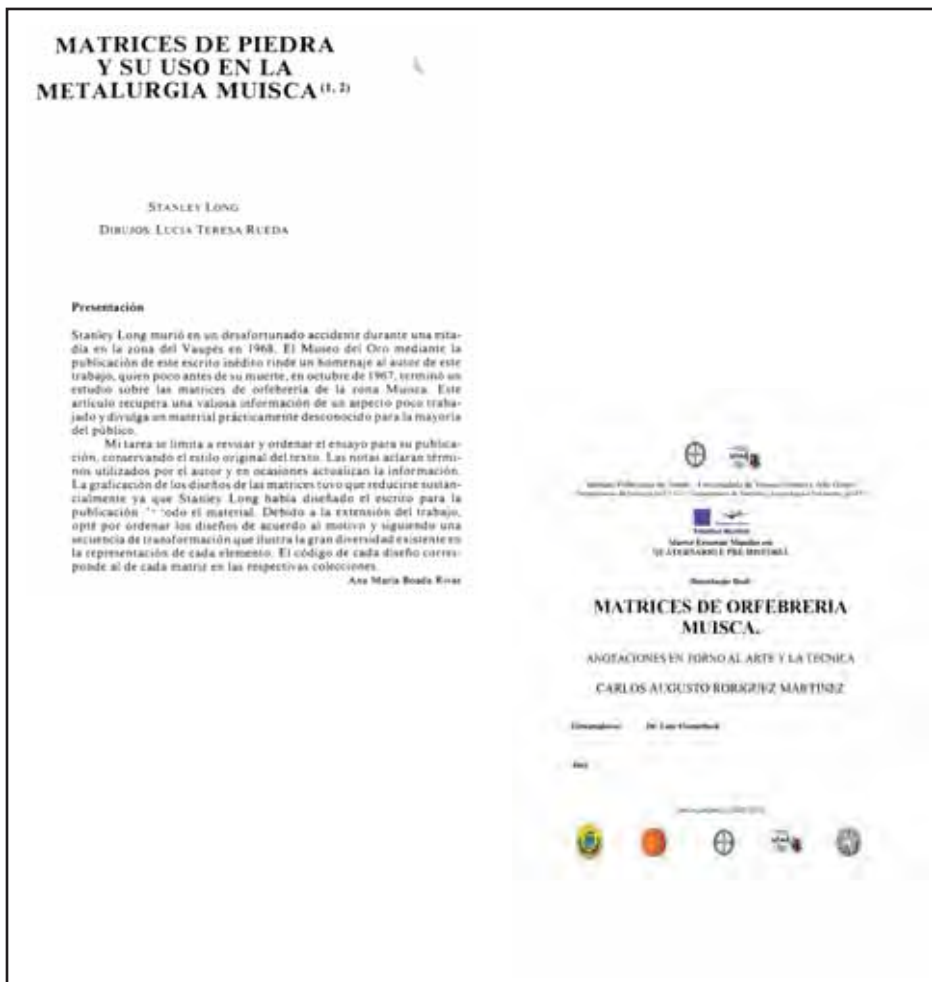 MATRICES DE PIEDRA
Y SU USO EN LA
METALURGIA MUISCA (1, 2)
STANLEY LONG
DIBUJOS: LUCIA TERESA RUEDA
Presentación
Stanley Long murió en un desafortunado accidente durante una esta-
día en la zona del Vaupés en 1968. El Museo del Oro mediante la
publicación de este escrito inédito rinde un homenaje al autor de este
trabajo, quien poco antes de su muerte, en octubre de 1967, terminó un
estudio sobre las matrices de orfebrería de la zona Muisca. Este
artículo recupera una valiosa información de un aspecto poco traba-
jado y divulga un material prácticamente desconocido para la mayoría
del público.
Mi tarea se limita a revisar y ordenar el ensayo para su publica-
ción, conservando el estilo original del texto. Las notas aclaran térmi-
nos utilizados por el autor y en ocasiones actualizan la información.
La graficación de los diseños de las matrices tuvo que reducirse sustan-
cialmente ya que Stanley Long había diseñado el escrito para la
publicación todo el material. Debido a la extensión del trabajo,
opté por ordenar los diseños de acuerdo al motivo y siguiendo una
secuencia de transformación que ilustra la gran diversidad existente en
la representación de cada elemento. El código de cada diseño corres-
ponde al de cada matriz en las respectivas colecciones.
Ana María Boada Rivas
Instituto Politécnico de Tomar
Master Erasmus Mundus em
QUATERNARIO E PRÉ-HISTÓRIA
MATRICES DE ORFEBRERIA
MUISCA.
ANOTACIONES EN TORNO AL ARTE Y LA TECNICA
CARLOS AUGUSTO RORIGUEZ MARTINEZ